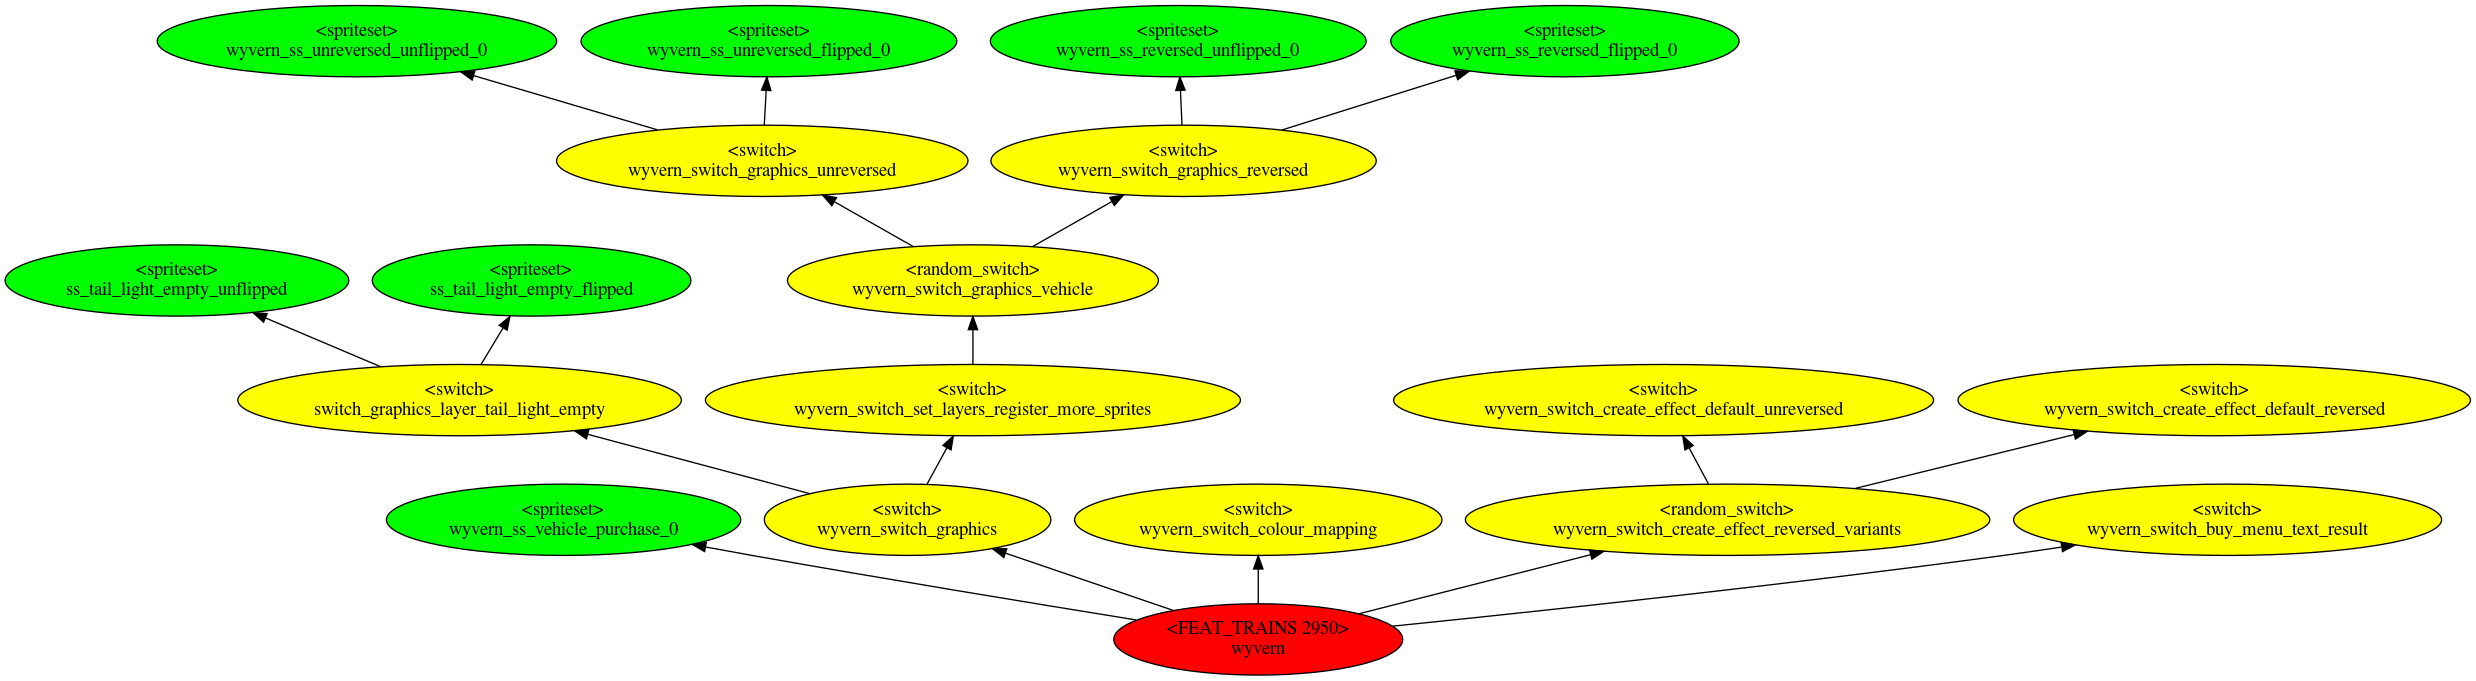 <spriteset>
wyvern_ss_unreversed_unflipped_0
<spriteset>
wyvern_ss_unreversed_flipped_0
<spriteset>
wyvern_ss_reversed_unflipped_0
<spriteset>
wyvern_ss_reversed_flipped_0
<switch>
wyvern_switch_graphics_unreversed
<switch>
wyvern_switch_graphics_reversed
<spriteset>
ss_tail_light_empty_unflipped
<spriteset>
ss_tail_light_empty_flipped
<random_switch>
wyvern_switch_graphics_vehicle
<switch>
switch_graphics_layer_tail_light_empty
<switch>
wyvern_switch_set_layers_register_more_sprites
<switch>
wyvern_switch_create_effect_default_unreversed
<switch>
wyvern_switch_create_effect_default_reversed
<spriteset>
wyvern_ss_vehicle_purchase_0
<switch>
wyvern_switch_graphics
<switch>
wyvern_switch_colour_mapping
<random_switch>
wyvern_switch_create_effect_reversed_variants
<switch>
wyvern_switch_buy_menu_text_result
<FEAT_TRAINS 2950>
wyvern